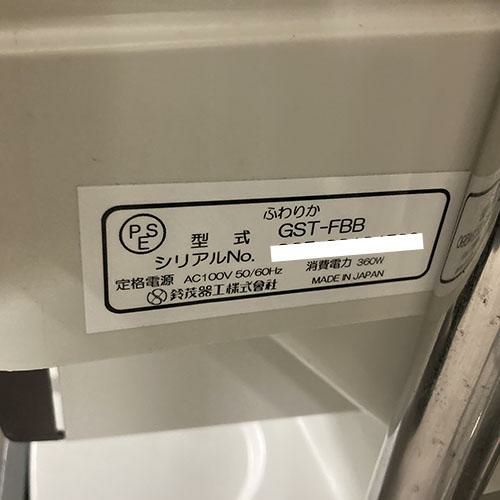 ふわりか
PSE 型式 GST-FBB
シリアルNo.
定格電源 AC100V 50/60Hz 消費電力 360W
鈴茂器工株式會社 MADE IN JAPAN